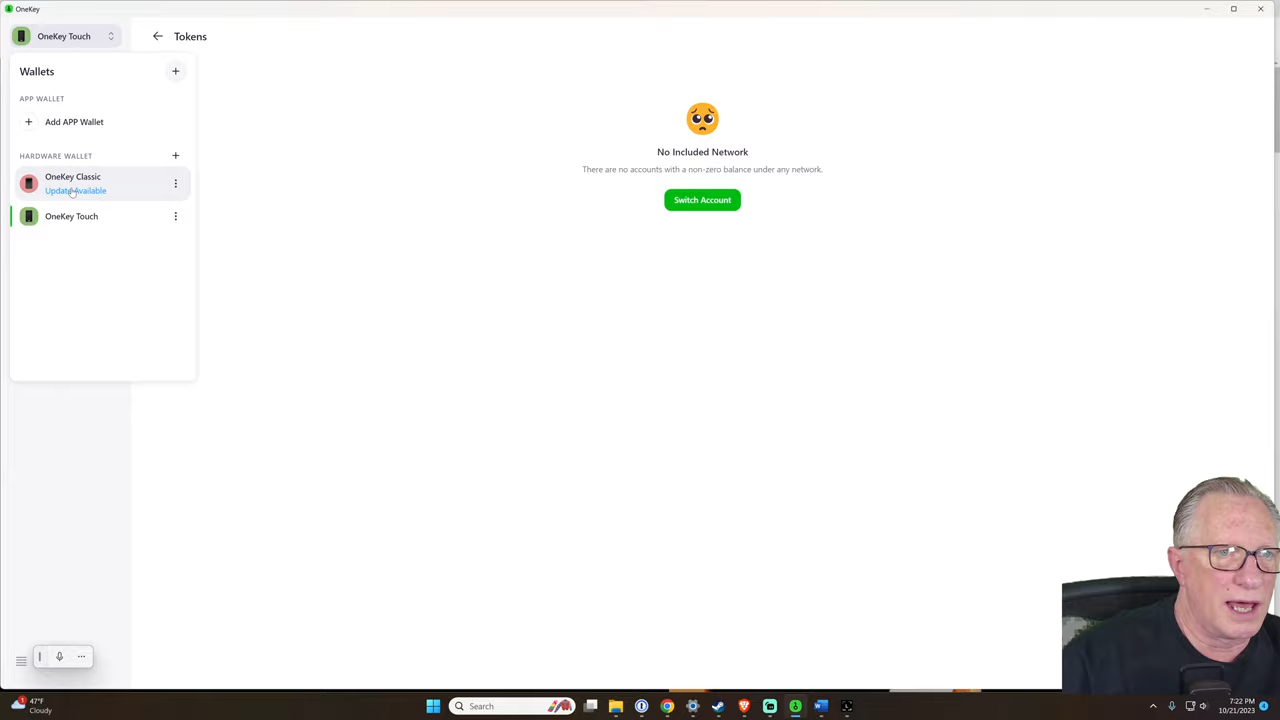 OneKey
OneKey Touch
Tokens
Wallets
APP WALLET
Add APP Wallet
HARDWARE WALLET
OneKey Classic
Update Available
OneKey Touch
No Included Network
There are no accounts with a non-zero balance under any network.
Switch Account
1
47°F
Cloudy
Search
7:22 PM
10/21/2023
4